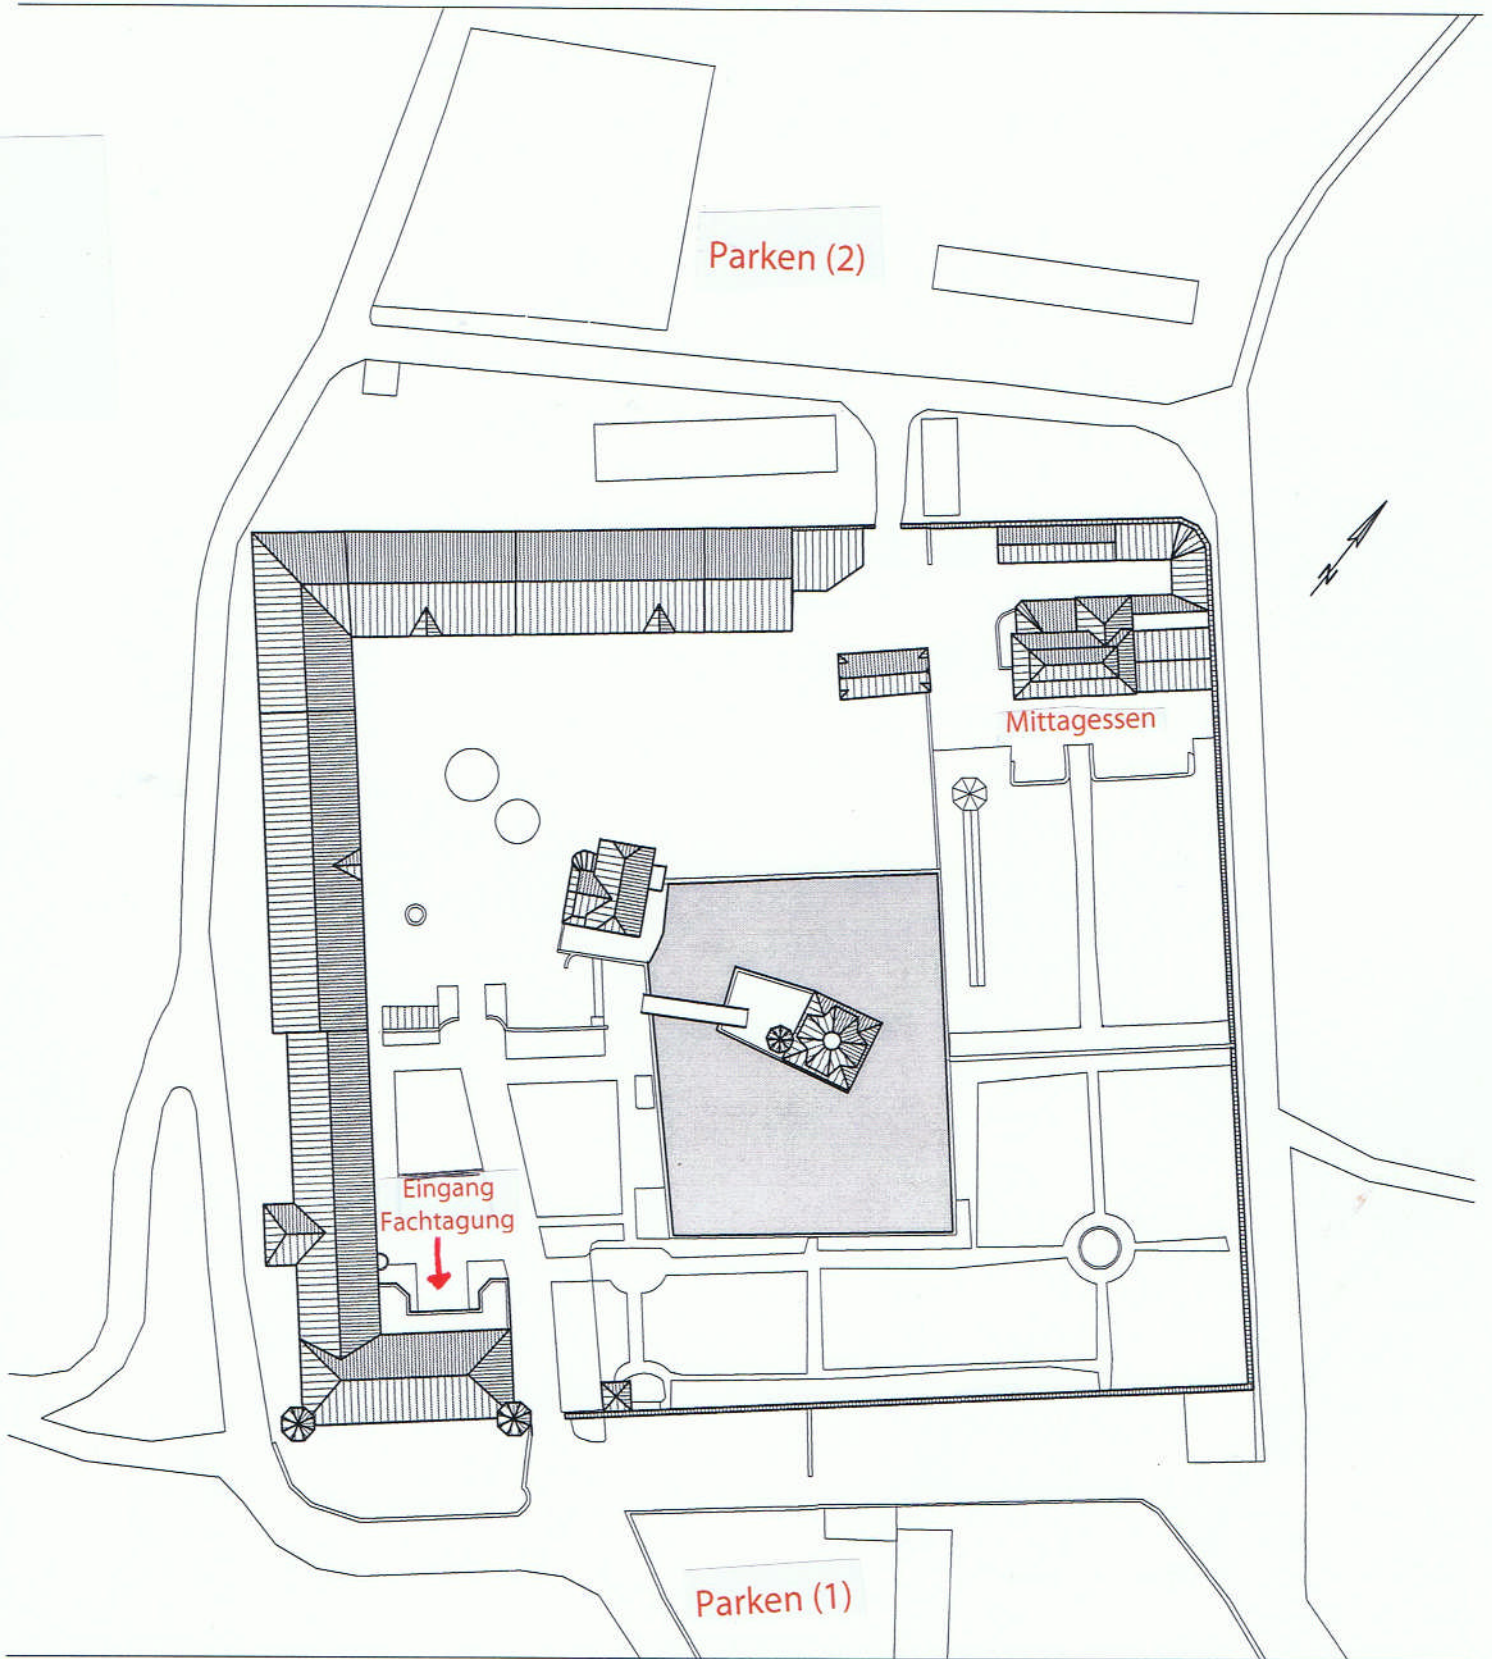 Parken (2)
N
Mittagessen
Eingang
Fachtagung
Parken (1)